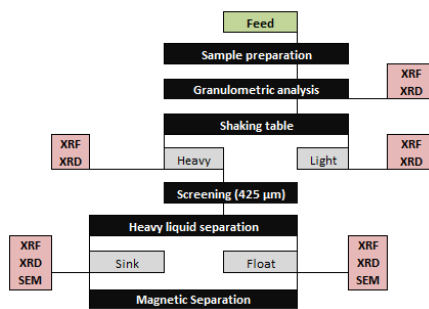 Feed
Sample preparation
Granulometric analysis
XRF
XRD
Shaking table
XRF
XRD
Heavy
Light
XRF
XRD
Screening (425 µm)
Heavy liquid separation
XRF
XRD
SEM
Sink
Float
XRF
XRD
SEM
Magnetic Separation